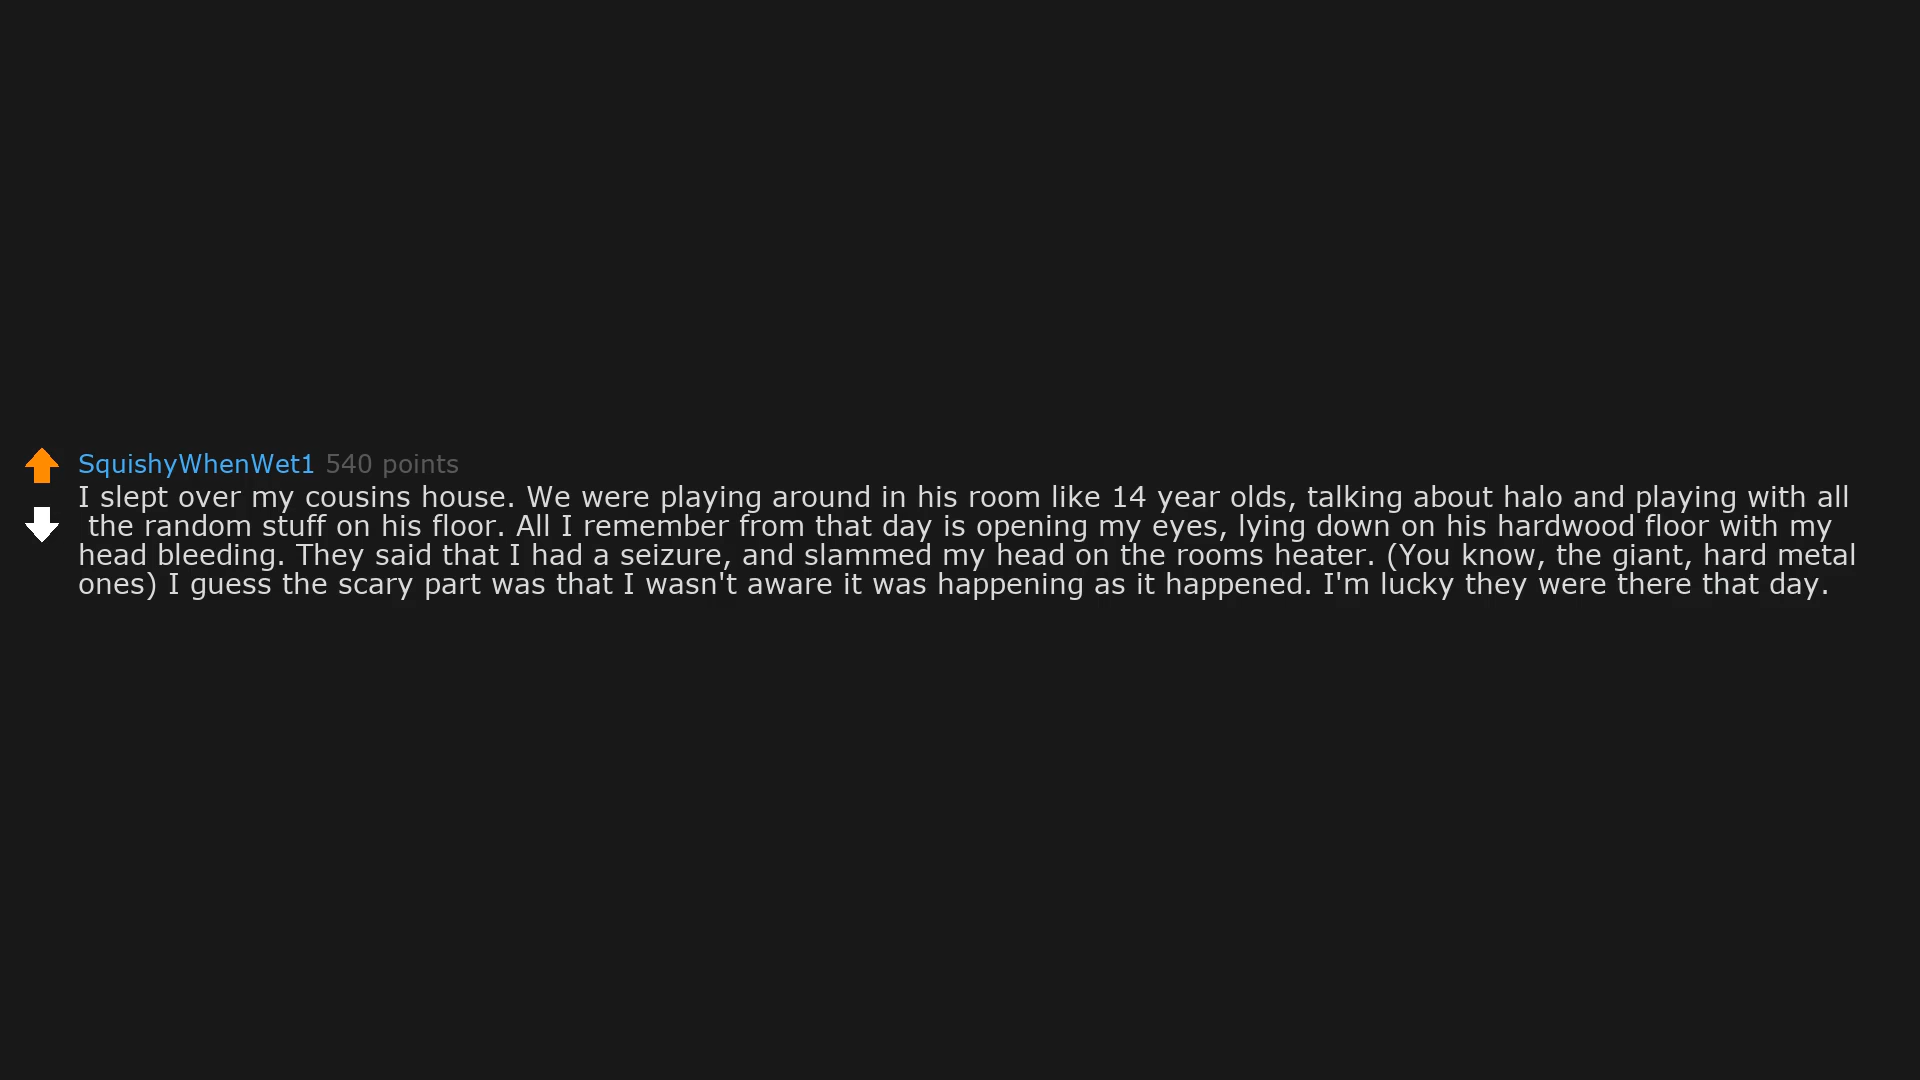 SquishyWhenWet1 540 points
I slept over my cousins house. We were playing around in his room like 14 year olds, talking about halo and playing with all
the random stuff on his floor. All I remember from that day is opening my eyes, lying down on his hardwood floor with my
head bleeding. They said that I had a seizure, and slammed my head on the rooms heater. (You know, the giant, hard metal
ones) I guess the scary part was that I wasn't aware it was happening as it happened. I'm lucky they were there that day.